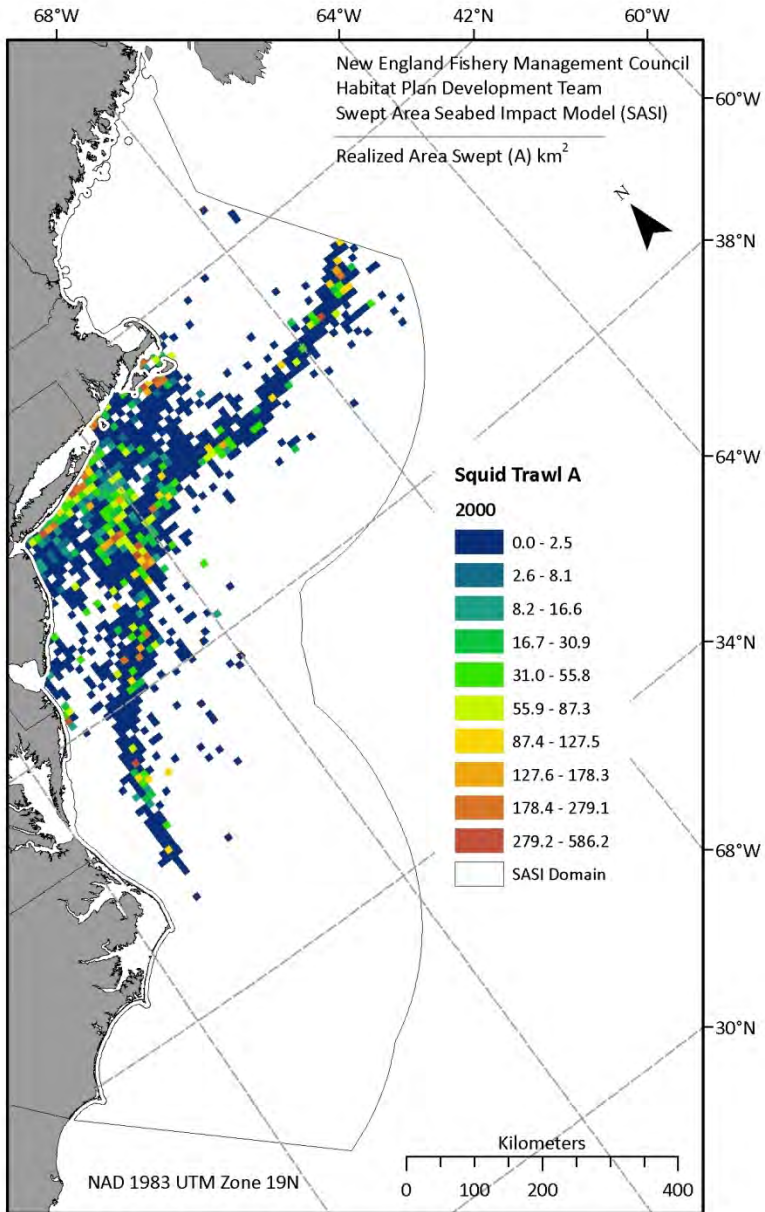 68°W
64°W
42°N
60°W
New England Fishery Management Council
Habitat Plan Development Team
Swept Area Seabed Impact Model (SASI)
Realized Area Swept (A) km²
N
60°W
38°N
64°W
34°N
68°W
30°N
Squid Trawl A
2000
0.0 - 2.5
2.6 - 8.1
8.2 - 16.6
16.7 - 30.9
31.0 - 55.8
55.9 - 87.3
87.4 - 127.5
127.6 - 178.3
178.4 - 279.1
279.2 - 586.2
SASI Domain
Kilometers
0 100 200 300 400
NAD 1983 UTM Zone 19N